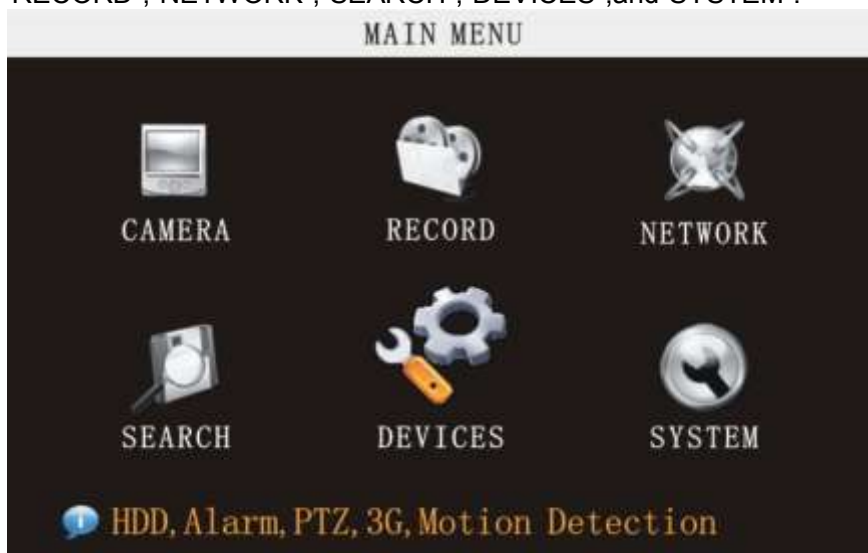 RECORD , NETWORK , SEARCH , DEVICES ,and SYSTEM .
MAIN MENU
CAMERA RECORD NETWORK
SEARCH DEVICES SYSTEM
HDD, Alarm, PTZ, 3G, Motion Detection